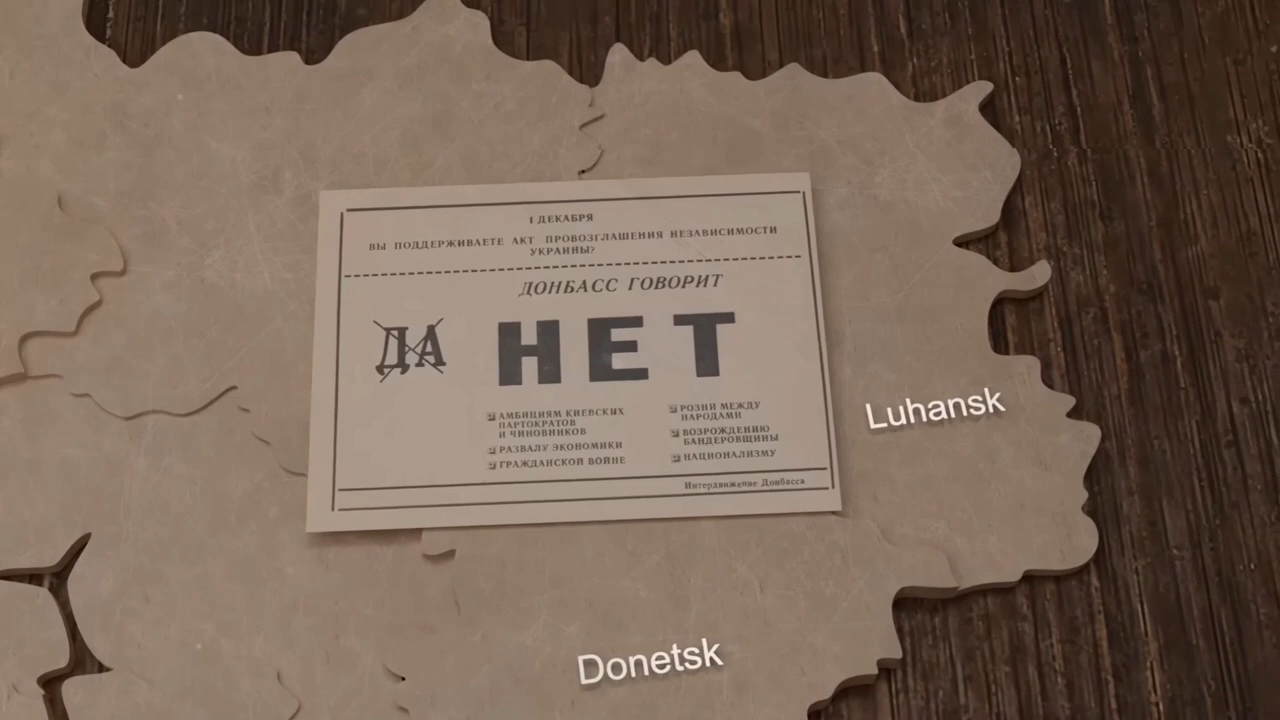 1 ДЕКАБРЯ
ВЫ ПОДДЕРЖИВАЕТЕ АКТ ПРОВОЗГЛАШЕНИЯ НЕЗАВИСИМОСТИ
УКРАИНЫ?
ДОНБАСС ГОВОРИТ
ДА НЕТ
АМБИЦИЯМ КИЕВСКИХ
ПАРТОКРАТОВ
И ЧИНОВНИКОВ
РАЗВАЛУ ЭКОНОМИКИ
ГРАЖДАНСКОЙ ВОЙНЕ
РОЗНИ МЕЖДУ
НАРОДАМИ
ВОЗРОЖДЕНИЮ
БАНДЕРОВЩИНЫ
НАЦИОНАЛИЗМУ
Интердвижение Донбасса
Luhansk
Donetsk